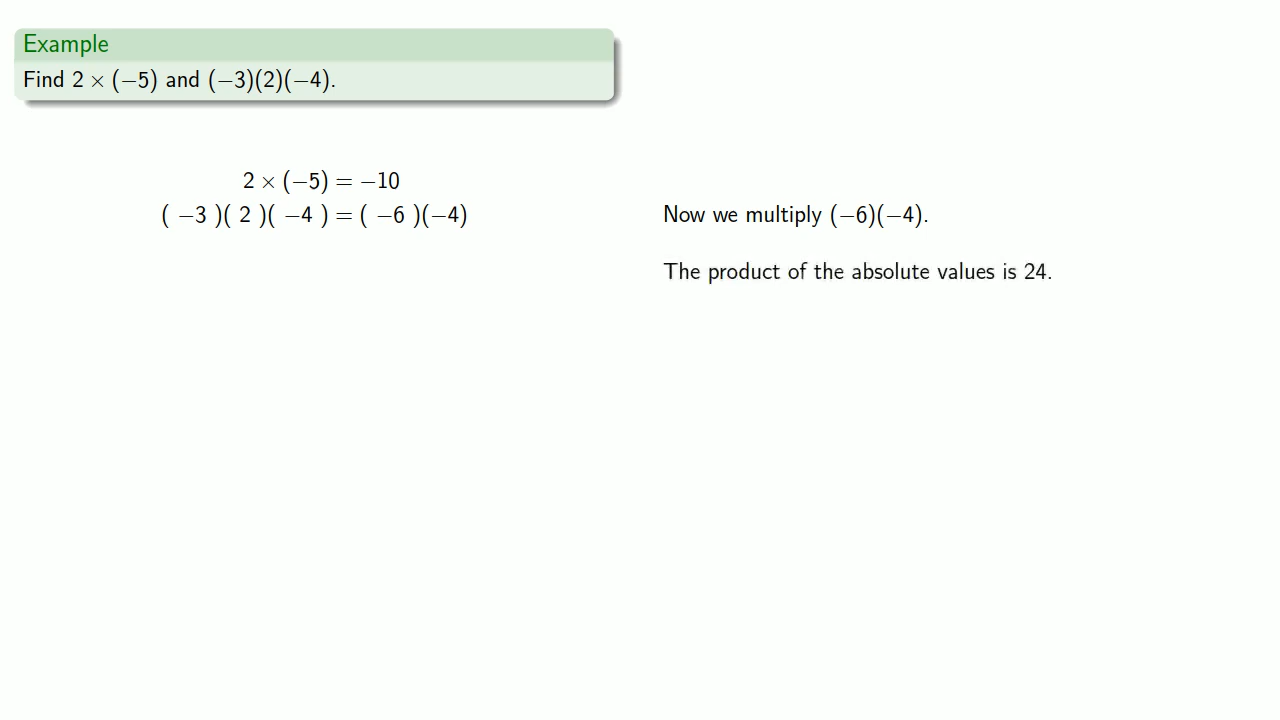 Example
Find 2 × (−5) and (−3)(2)(−4).
2 × (−5) = −10
( −3 )( 2 )( −4 ) = ( −6 )(−4)
Now we multiply (−6)(−4).
The product of the absolute values is 24.